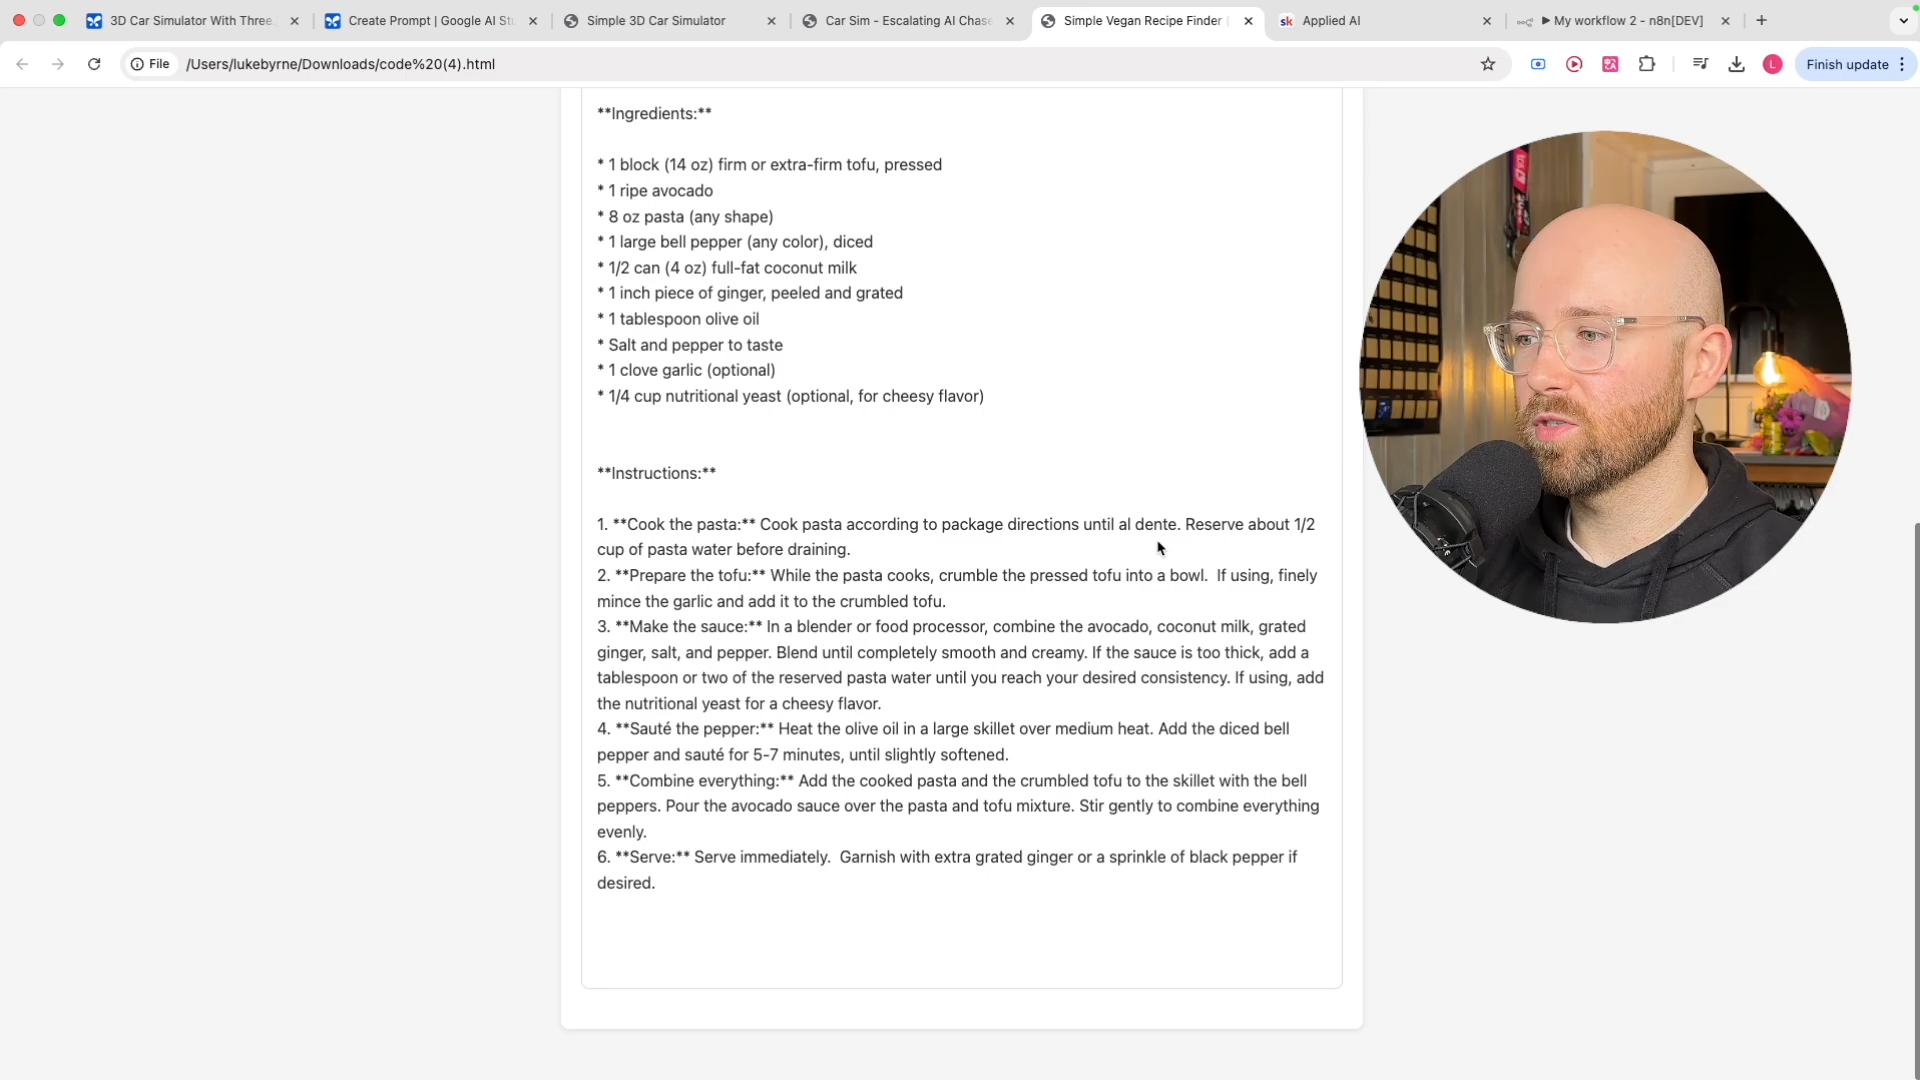 3D Car Simulator With Three.
Create Prompt | Google AI Stu
Simple 3D Car Simulator
Car Sim - Escalating AI Chase
Simple Vegan Recipe Finder |
sk Applied AI
▶ My workflow 2 - n8n[DEV]
File /Users/lukebyrne/Downloads/code%20(4).html
L
Finish update
**Ingredients:**
* 1 block (14 oz) firm or extra-firm tofu, pressed
* 1 ripe avocado
* 8 oz pasta (any shape)
* 1 large bell pepper (any color), diced
* 1/2 can (4 oz) full-fat coconut milk
* 1 inch piece of ginger, peeled and grated
* 1 tablespoon olive oil
* Salt and pepper to taste
* 1 clove garlic (optional)
* 1/4 cup nutritional yeast (optional, for cheesy flavor)
**Instructions:**
1. **Cook the pasta:** Cook pasta according to package directions until al dente. Reserve about 1/2
cup of pasta water before draining.
2. **Prepare the tofu:** While the pasta cooks, crumble the pressed tofu into a bowl.  If using, finely
mince the garlic and add it to the crumbled tofu.
3. **Make the sauce:** In a blender or food processor, combine the avocado, coconut milk, grated
ginger, salt, and pepper. Blend until completely smooth and creamy. If the sauce is too thick, add a
tablespoon or two of the reserved pasta water until you reach your desired consistency. If using, add
the nutritional yeast for a cheesy flavor.
4. **Sauté the pepper:** Heat the olive oil in a large skillet over medium heat. Add the diced bell
pepper and sauté for 5-7 minutes, until slightly softened.
5. **Combine everything:** Add the cooked pasta and the crumbled tofu to the skillet with the bell
peppers. Pour the avocado sauce over the pasta and tofu mixture. Stir gently to combine everything
evenly.
6. **Serve:** Serve immediately.  Garnish with extra grated ginger or a sprinkle of black pepper if
desired.